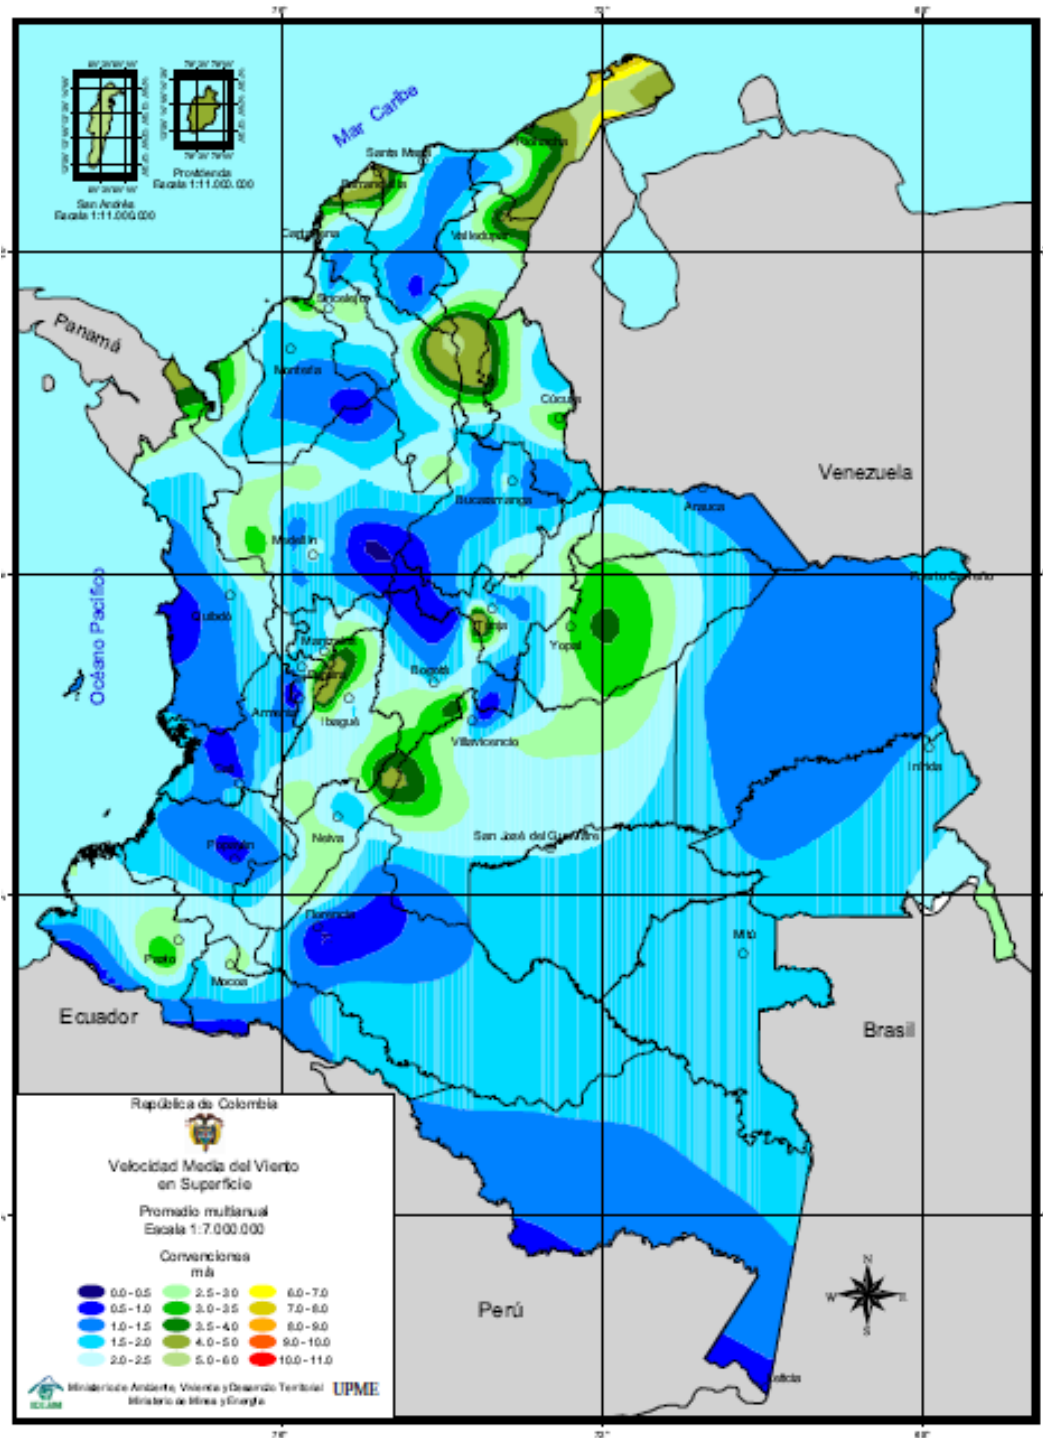 Mar Caribe
Providencia
Escala 1:11.000.000
San Andrés
Escala 1:11.000.000
Riohacha
Santa Marta
Barranquilla
Cartagena
Valledupar
Sincelejo
Panamá
Montería
Cúcuta
Venezuela
Bucaramanga
Arauca
Medellín
Puerto Carreño
Océano Pacífico
Quibdó
Tunja
Yopal
Manizales
Pereira
Bogotá
Armenia
Ibagué
Villavicencio
Inírida
Cali
Neiva
San José del Guaviare
Popayán
Florencia
Mitú
Pasto
Mocoa
Ecuador
Brasil
República de Colombia
Velocidad Media del Viento
en Superficie
Promedio multianual
Escala 1:7.000.000
Convenciones
m/s
0.0 - 0.5 2.5 - 3.0 6.0 - 7.0
0.5 - 1.0 3.0 - 3.5 7.0 - 8.0
1.0 - 1.5 3.5 - 4.0 8.0 - 9.0
1.5 - 2.0 4.0 - 5.0 9.0 - 10.0
2.0 - 2.5 5.0 - 6.0 10.0 - 11.0
N
W E
S
Perú
Leticia
IDEAM
Ministerio de Ambiente, Vivienda y Desarrollo Territorial UPME
Ministerio de Minas y Energía